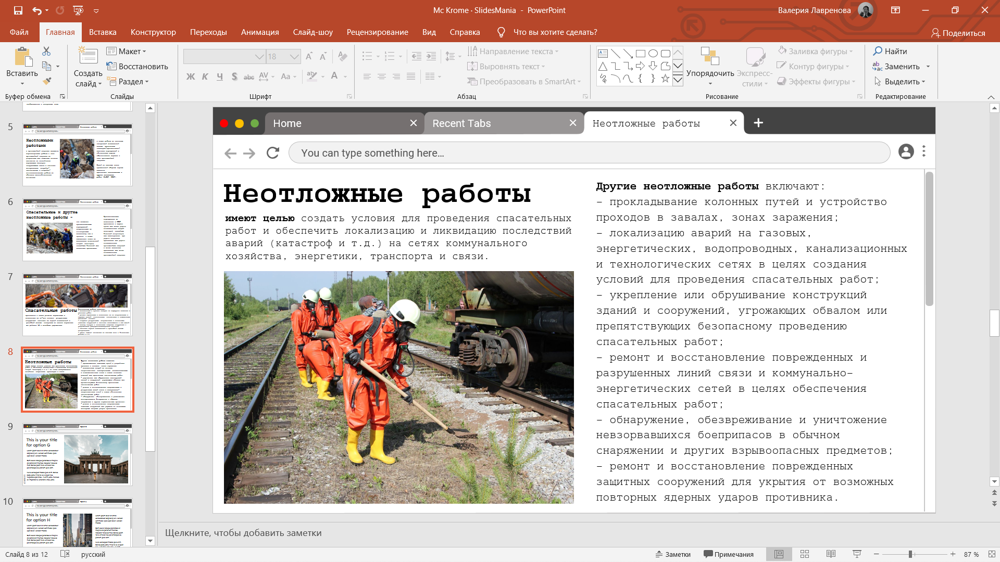 Mc Krome · SlidesMania - PowerPoint
Валерия Лавренова
Файл
Главная
Вставка
Конструктор
Переходы
Анимация
Слайд-шоу
Рецензирование
Вид
Справка
Что вы хотите сделать?
Поделиться
Вставить
Буфер обмена
Создать
слайд
Макет
Восстановить
Раздел
Слайды
18
Ж К Ч S abc AV Aa
Шрифт
Направление текста
Выровнять текст
Преобразовать в SmartArt
Абзац
Упорядочить
Экспресс-
стили
Заливка фигуры
Контур фигуры
Эффекты фигуры
Рисование
Найти
Заменить
Выделить
Редактирование
5
Неотложными
работами
6
Спасательные и другие
неотложные работы –
7
Спасательные работы
8
Неотложные работы
9
This is your title
for option G
10
This is your title
for option H
Home
Recent Tabs
Неотложные работы
You can type something here…
Неотложные работы
имеют целью создать условия для проведения спасательных
работ и обеспечить локализацию и ликвидацию последствий
аварий (катастроф и т.д.) на сетях коммунального
хозяйства, энергетики, транспорта и связи.
Другие неотложные работы включают:
– прокладывание колонных путей и устройство
проходов в завалах, зонах заражения;
– локализацию аварий на газовых,
энергетических, водопроводных, канализационных
и технологических сетях в целях создания
условий для проведения спасательных работ;
– укрепление или обрушивание конструкций
зданий и сооружений, угрожающих обвалом или
препятствующих безопасному проведению
спасательных работ;
– ремонт и восстановление поврежденных и
разрушенных линий связи и коммунально–
энергетических сетей в целях обеспечения
спасательных работ;
– обнаружение, обезвреживание и уничтожение
невзорвавшихся боеприпасов в обычном
снаряжении и других взрывоопасных предметов;
– ремонт и восстановление поврежденных
защитных сооружений для укрытия от возможных
повторных ядерных ударов противника.
Щелкните, чтобы добавить заметки
Слайд 8 из 12
русский
Заметки
Примечания
87 %